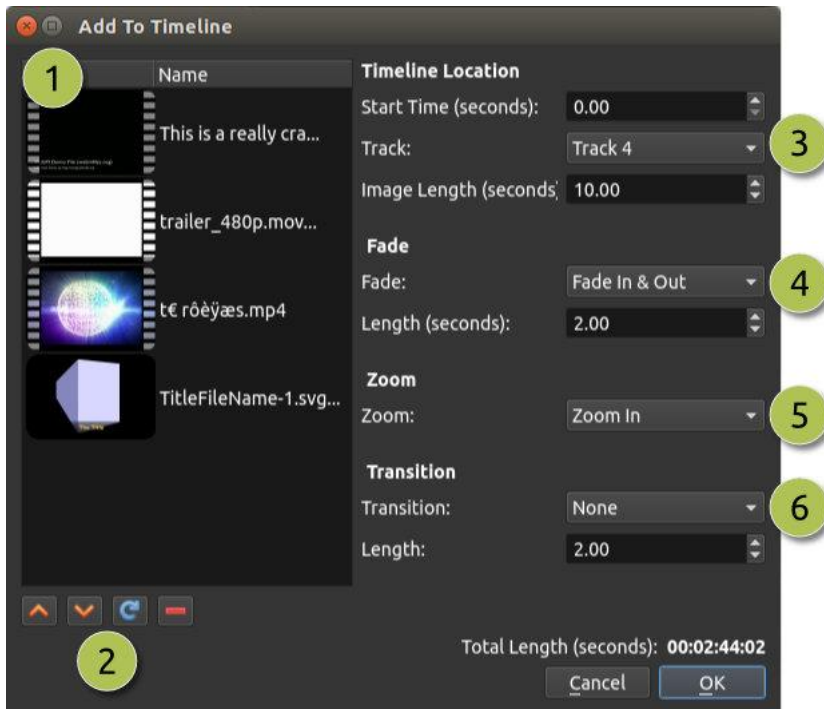 Add To Timeline
1
Name
This is a really cra...
trailer_480p.mov...
t€ rôèÿæs.mp4
TitleFileName-1.svg...
2
Timeline Location
Start Time (seconds): 0.00
Track: Track 4
3
Image Length (seconds) 10.00
Fade
Fade: Fade In & Out
4
Length (seconds): 2.00
Zoom
Zoom: Zoom In
5
Transition
Transition: None
6
Length: 2.00
Total Length (seconds): 00:02:44:02
Cancel OK